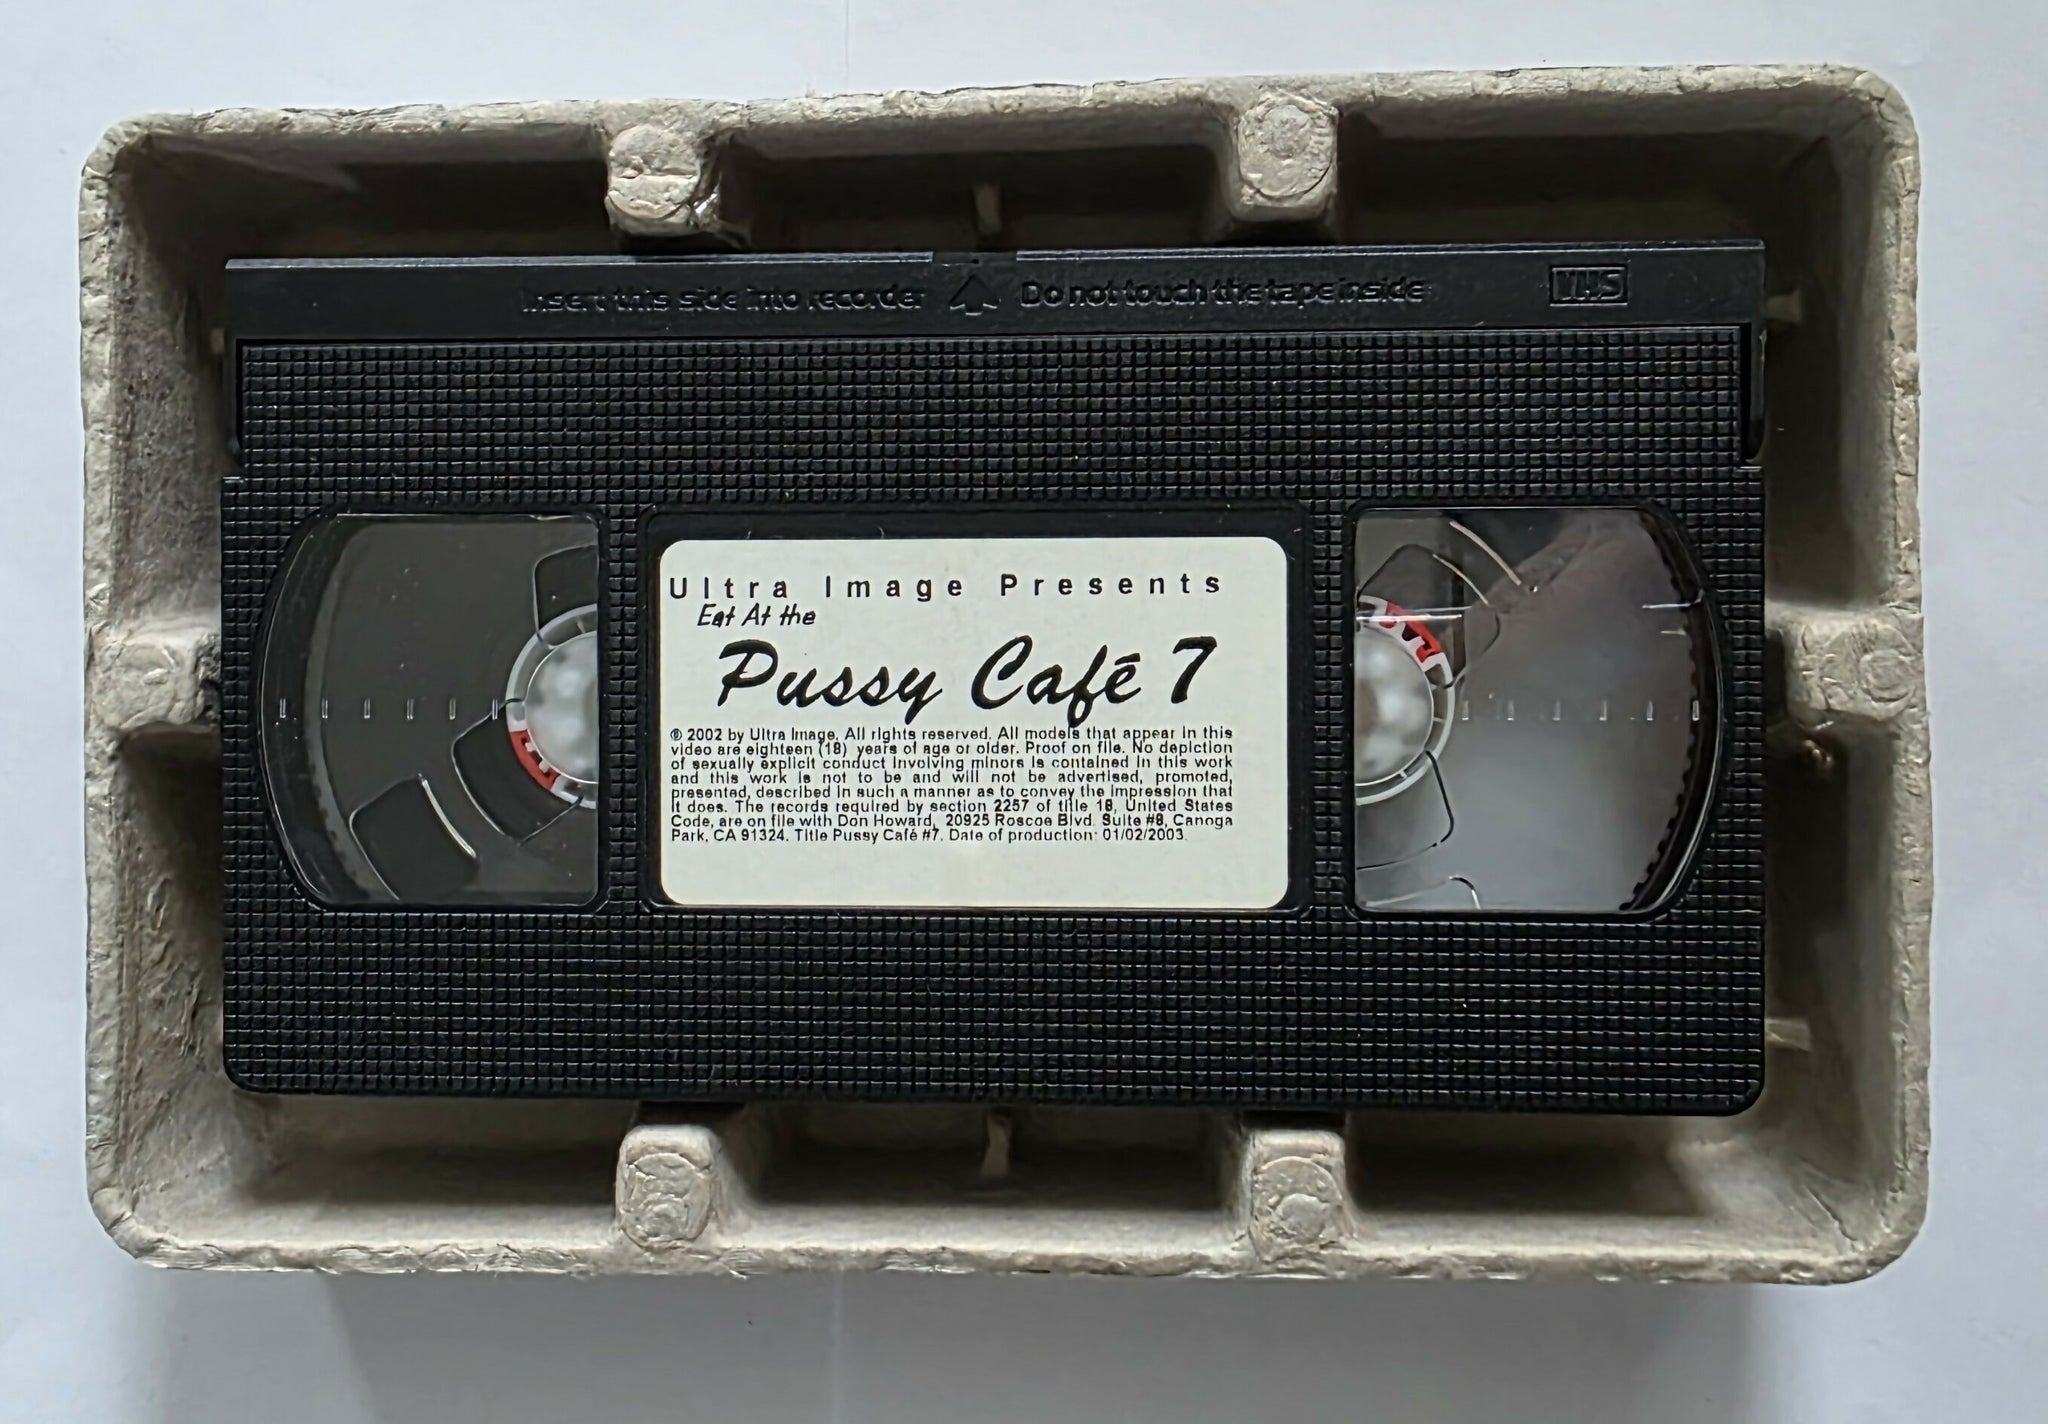 Insert this side into recorder Do not touch the tape inside VHS
Ultra Image Presents
Eat At the
Pussy Café 7
© 2002 by Ultra Image. All rights reserved. All models that appear in this
video are eighteen (18) years of age or older. Proof on file. No depiction
of sexually explicit conduct involving minors is contained in this work
and this work is not to be and will not be advertised, promoted,
presented, described in such a manner as to convey the impression that
it does. The records required by section 2257 of title 18, United States
Code, are on file with Don Howard, 20925 Roscoe Blvd. Suite #8, Canoga
Park, CA 91324. Title Pussy Café #7. Date of production: 01/02/2003.